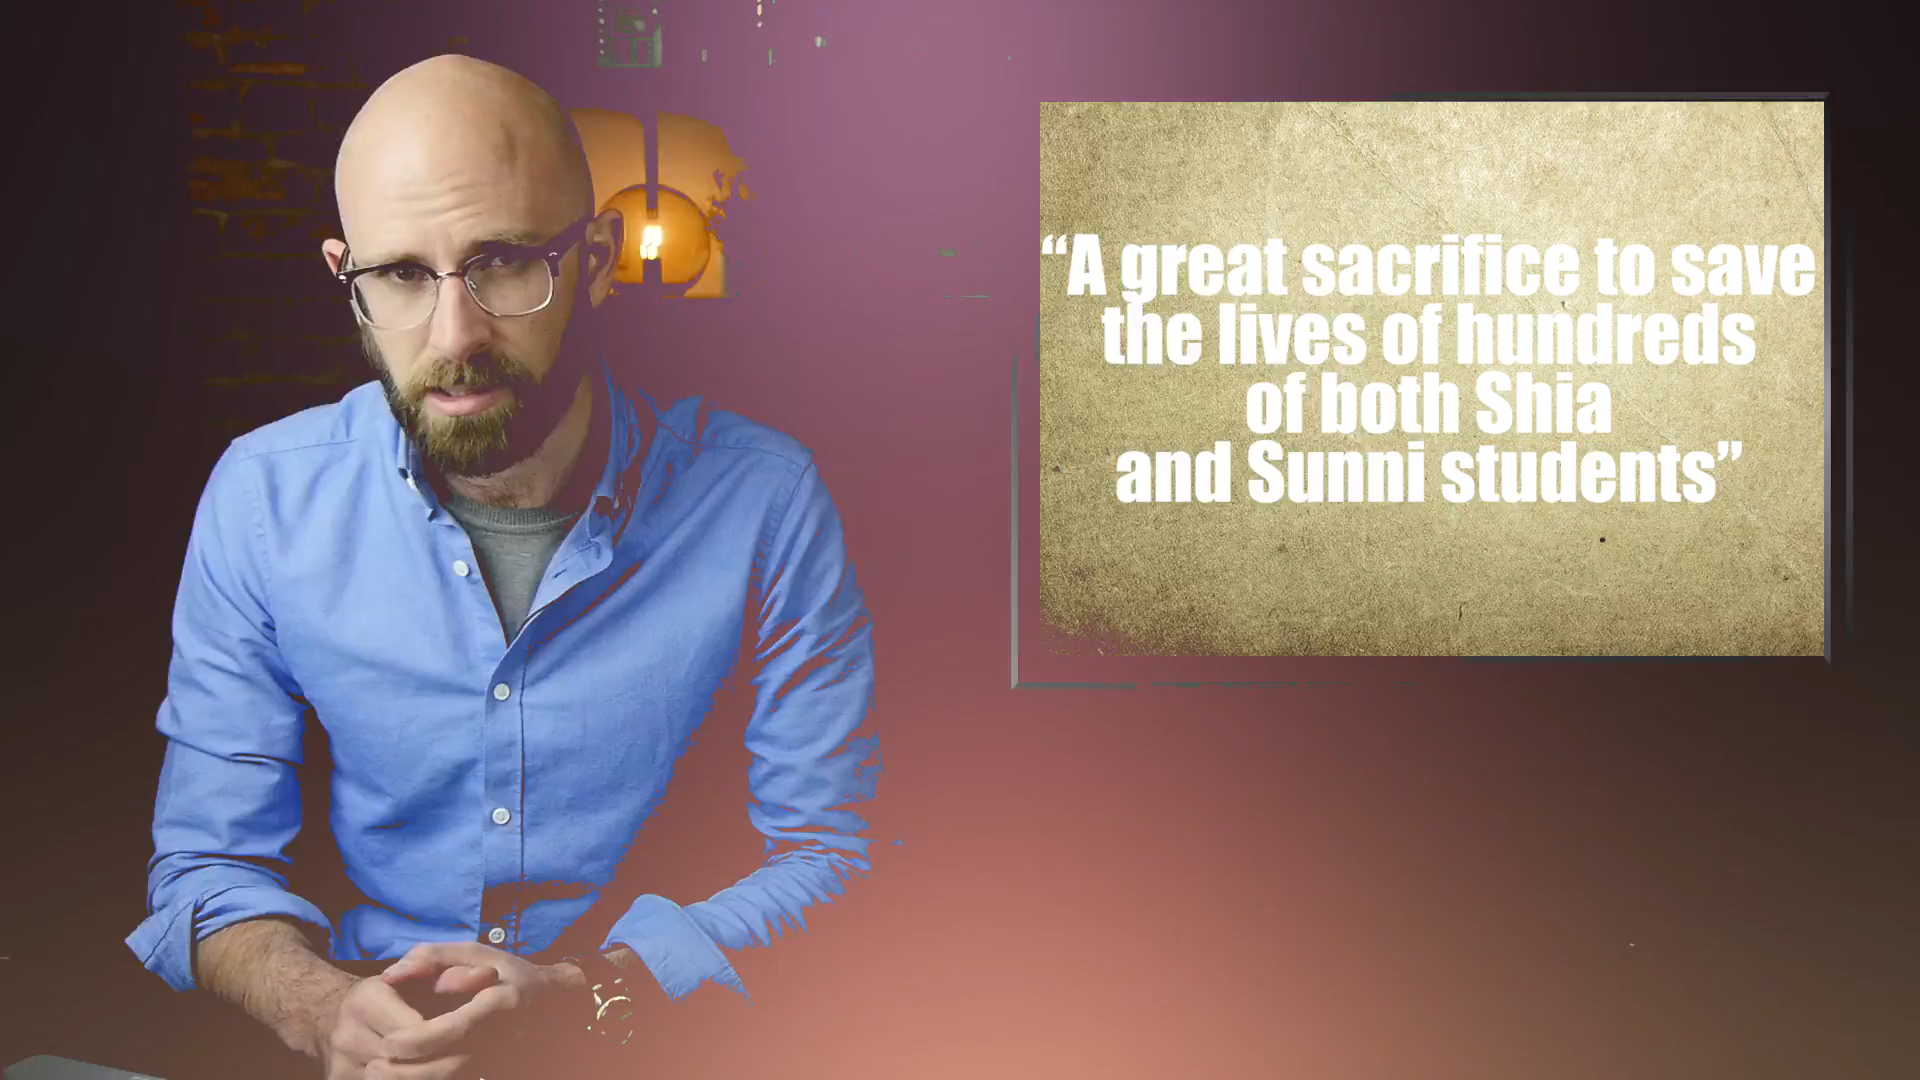 “A great sacrifice to save
the lives of hundreds
of both Shia
and Sunni students”